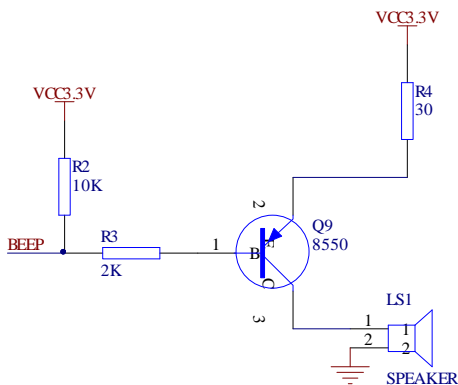 VCC3.3V
R4
30
VCC3.3V
R2
10K
2
Q9
8550
BEEP
R3
2K
1
B
E
C
3
LS1
1
1
2
2
SPEAKER